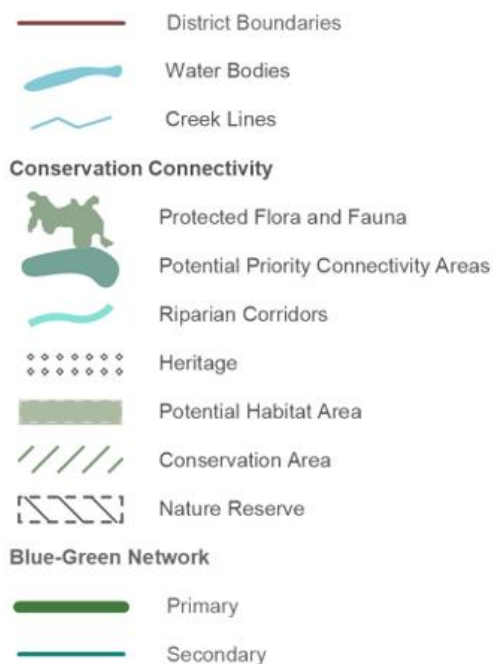 District Boundaries
Water Bodies
Creek Lines
Conservation Connectivity
Protected Flora and Fauna
Potential Priority Connectivity Areas
Riparian Corridors
Heritage
Potential Habitat Area
Conservation Area
Nature Reserve
Blue-Green Network
Primary
Secondary